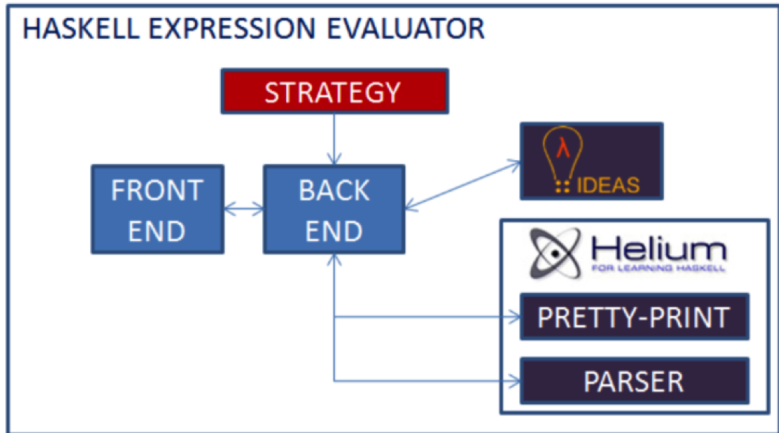 HASKELL EXPRESSION EVALUATOR
STRATEGY
FRONT
END
BACK
END
λ
:: IDEAS
Helium
FOR LEARNING HASKELL
PRETTY-PRINT
PARSER